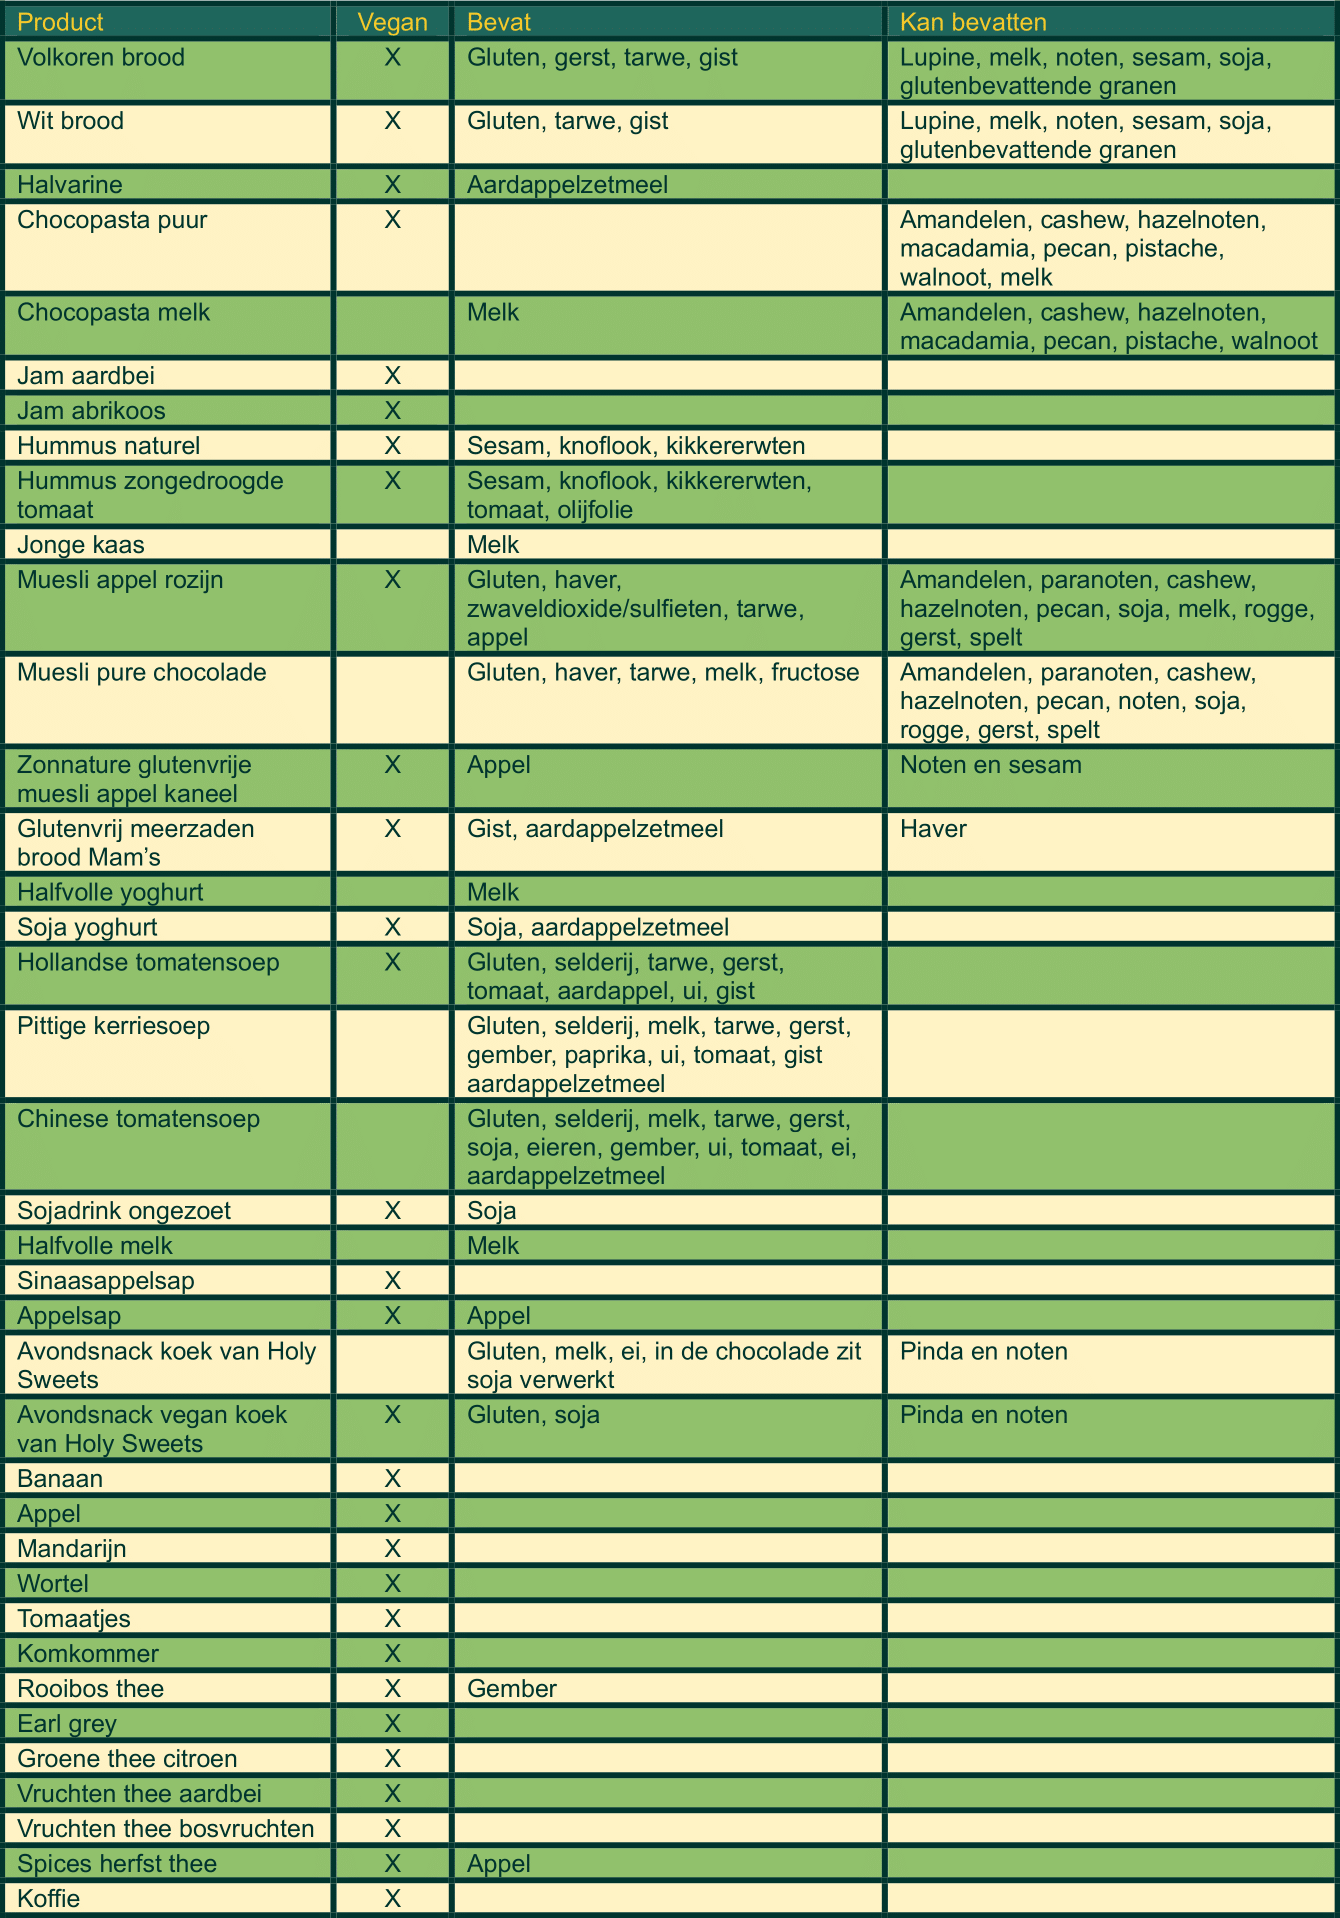 Product Vegan Bevat Kan bevatten
Volkoren brood X Gluten, gerst, tarwe, gist Lupine, melk, noten, sesam, soja,
glutenbevattende granen
Wit brood X Gluten, tarwe, gist Lupine, melk, noten, sesam, soja,
glutenbevattende granen
Halvarine X Aardappelzetmeel
Chocopasta puur X Amandelen, cashew, hazelnoten,
macadamia, pecan, pistache,
walnoot, melk
Chocopasta melk Melk Amandelen, cashew, hazelnoten,
macadamia, pecan, pistache, walnoot
Jam aardbei X
Jam abrikoos X
Hummus naturel X Sesam, knoflook, kikkererwten
Hummus zongedroogde X Sesam, knoflook, kikkererwten,
tomaat tomaat, olijfolie
Jonge kaas Melk
Muesli appel rozijn X Gluten, haver, Amandelen, paranoten, cashew,
zwaveldioxide/sulfieten, tarwe, hazelnoten, pecan, soja, melk, rogge,
appel gerst, spelt
Muesli pure chocolade Gluten, haver, tarwe, melk, fructose Amandelen, paranoten, cashew,
hazelnoten, pecan, noten, soja,
rogge, gerst, spelt
Zonnature glutenvrije X Appel Noten en sesam
muesli appel kaneel
Glutenvrij meerzaden X Gist, aardappelzetmeel Haver
brood Mam’s
Halfvolle yoghurt Melk
Soja yoghurt X Soja, aardappelzetmeel
Hollandse tomatensoep X Gluten, selderij, tarwe, gerst,
tomaat, aardappel, ui, gist
Pittige kerriesoep Gluten, selderij, melk, tarwe, gerst,
gember, paprika, ui, tomaat, gist
aardappelzetmeel
Chinese tomatensoep Gluten, selderij, melk, tarwe, gerst,
soja, eieren, gember, ui, tomaat, ei,
aardappelzetmeel
Sojadrink ongezoet X Soja
Halfvolle melk Melk
Sinaasappelsap X
Appelsap X Appel
Avondsnack koek van Holy Gluten, melk, ei, in de chocolade zit Pinda en noten
Sweets soja verwerkt
Avondsnack vegan koek X Gluten, soja Pinda en noten
van Holy Sweets
Banaan X
Appel X
Mandarijn X
Wortel X
Tomaatjes X
Komkommer X
Rooibos thee X Gember
Earl grey X
Groene thee citroen X
Vruchten thee aardbei X
Vruchten thee bosvruchten X
Spices herfst thee X Appel
Koffie X